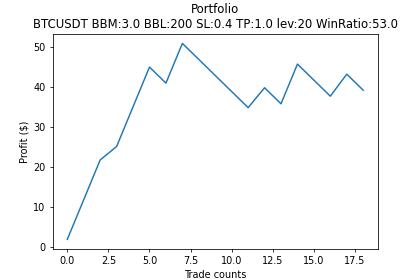 Portfolio
BTCUSDT BBM:3.0 BBL:200 SL:0.4 TP:1.0 lev:20 WinRatio:53.0
50
40
30
20
10
0
Profit ($)
0.0 2.5 5.0 7.5 10.0 12.5 15.0 17.5
Trade counts